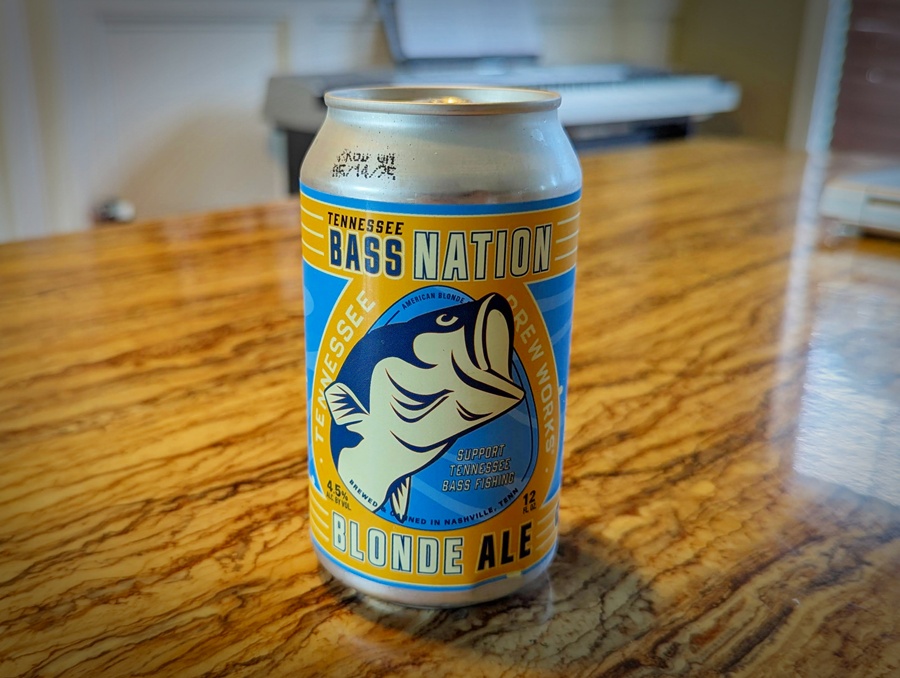 PKGD ON
05/14/25
TENNESSEE
BASS NATION
AMERICAN BLONDE
TENNESSEE BREW WORKS
SUPPORT
TENNESSEE
BASS FISHING
4.5%
ALC BY VOL.
12
FL OZ
BREWED NED IN NASHVILLE, TENN
BLONDE ALE